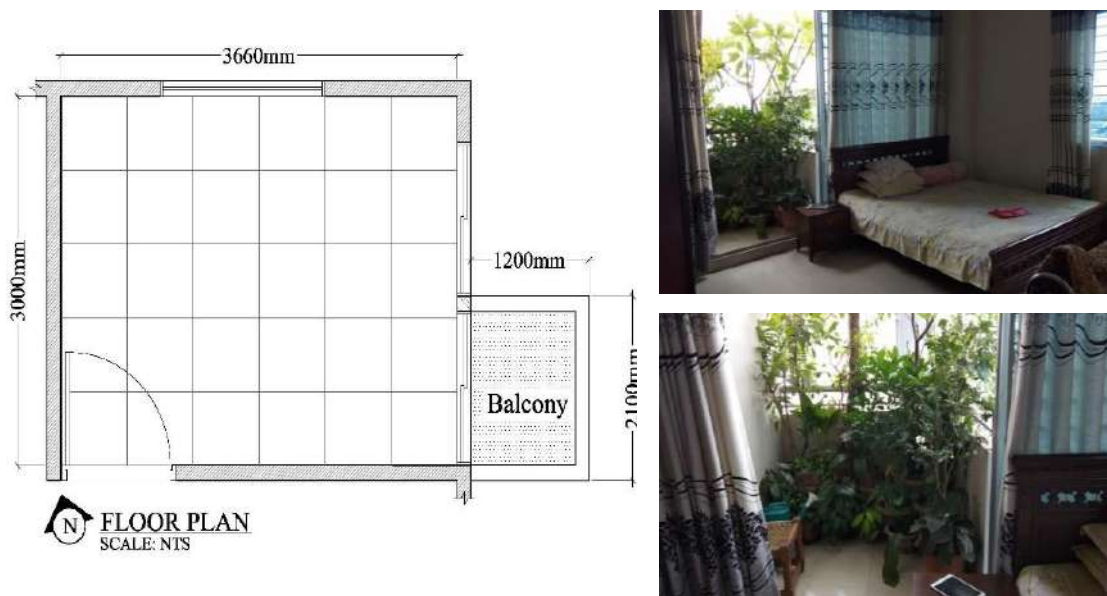 3660mm
3000mm
1200mm
2100mm
Balcony
N
FLOOR PLAN
SCALE: NTS